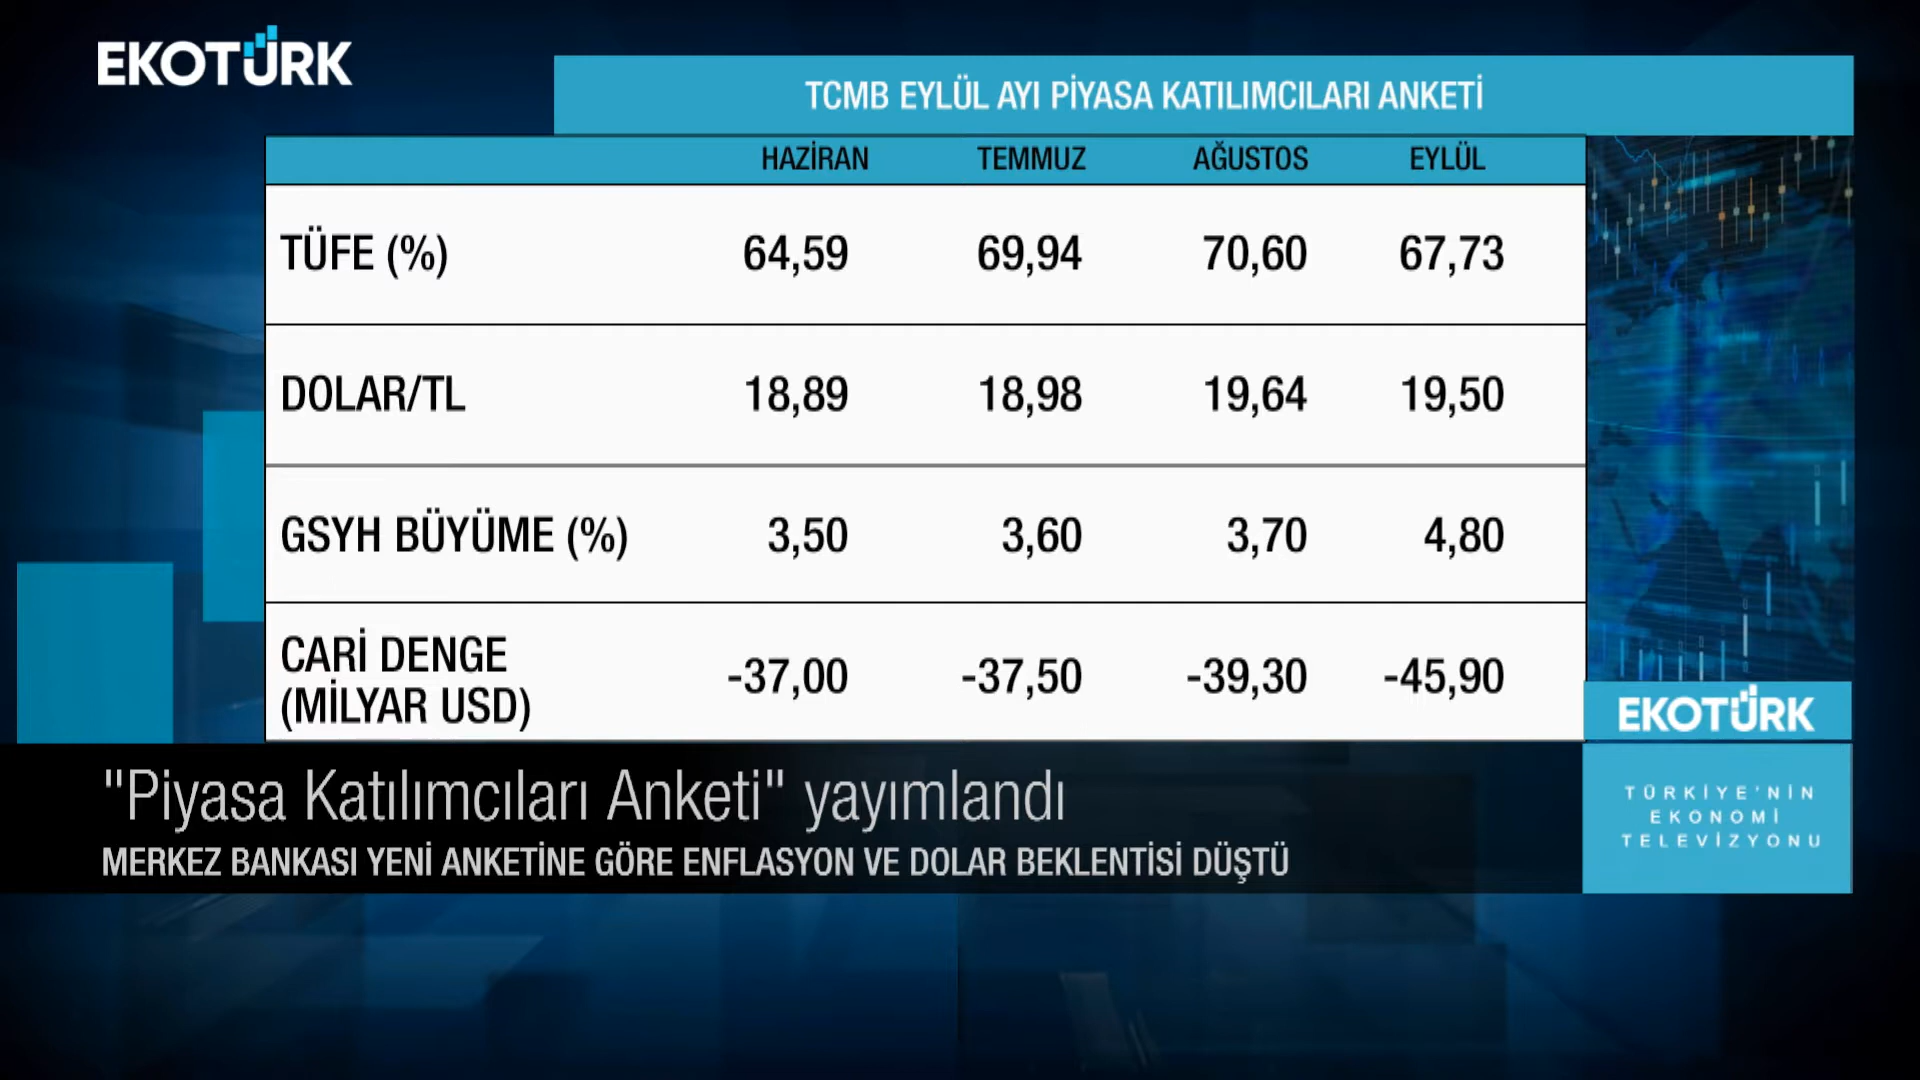 EKOTÜRK
TCMB EYLÜL AYI PİYASA KATILIMCILARI ANKETİ
HAZİRAN TEMMUZ AĞUSTOS EYLÜL
TÜFE (%) 64,59 69,94 70,60 67,73
DOLAR/TL 18,89 18,98 19,64 19,50
GSYH BÜYÜME (%) 3,50 3,60 3,70 4,80
CARİ DENGE
(MİLYAR USD) -37,00 -37,50 -39,30 -45,90
EKOTÜRK
"Piyasa Katılımcıları Anketi" yayımlandı
MERKEZ BANKASI YENİ ANKETİNE GÖRE ENFLASYON VE DOLAR BEKLENTİSİ DÜŞTÜ
TÜRKİYE'NİN
EKONOMİ
TELEVİZYONU